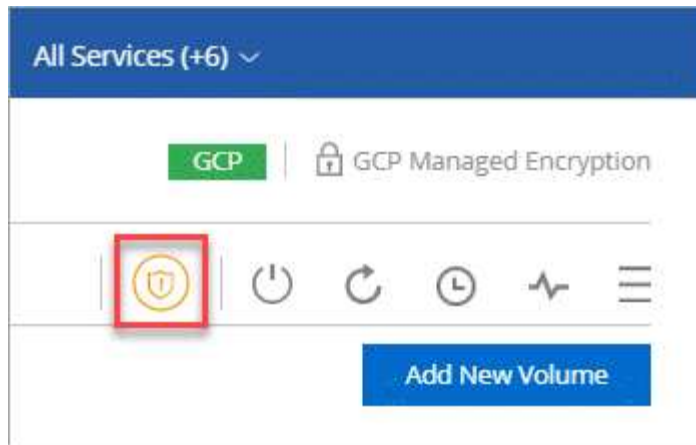 All Services (+6)
GCP
GCP Managed Encryption
Add New Volume